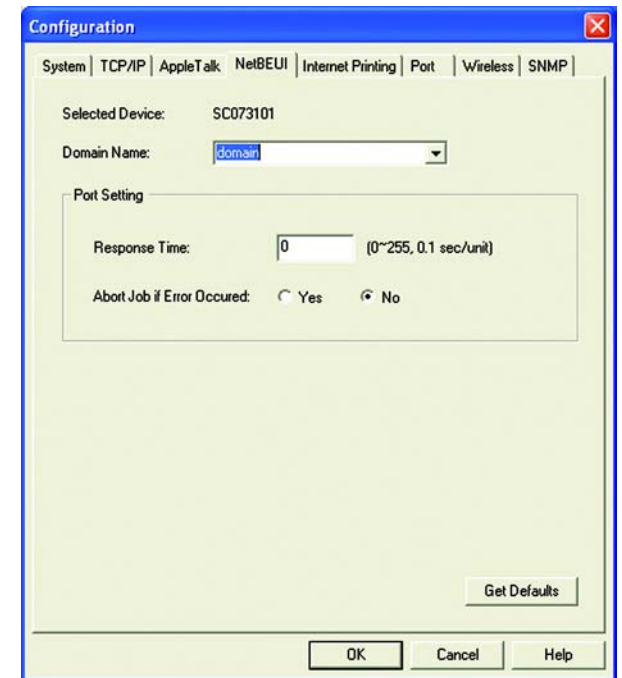 Configuration
System TCP/IP AppleTalk NetBEUI Internet Printing Port Wireless SNMP
Selected Device: SC073101
Domain Name: domain
Port Setting
Response Time: 0 (0~255, 0.1 sec/unit)
Abort Job if Error Occured: Yes No
Get Defaults
OK Cancel Help